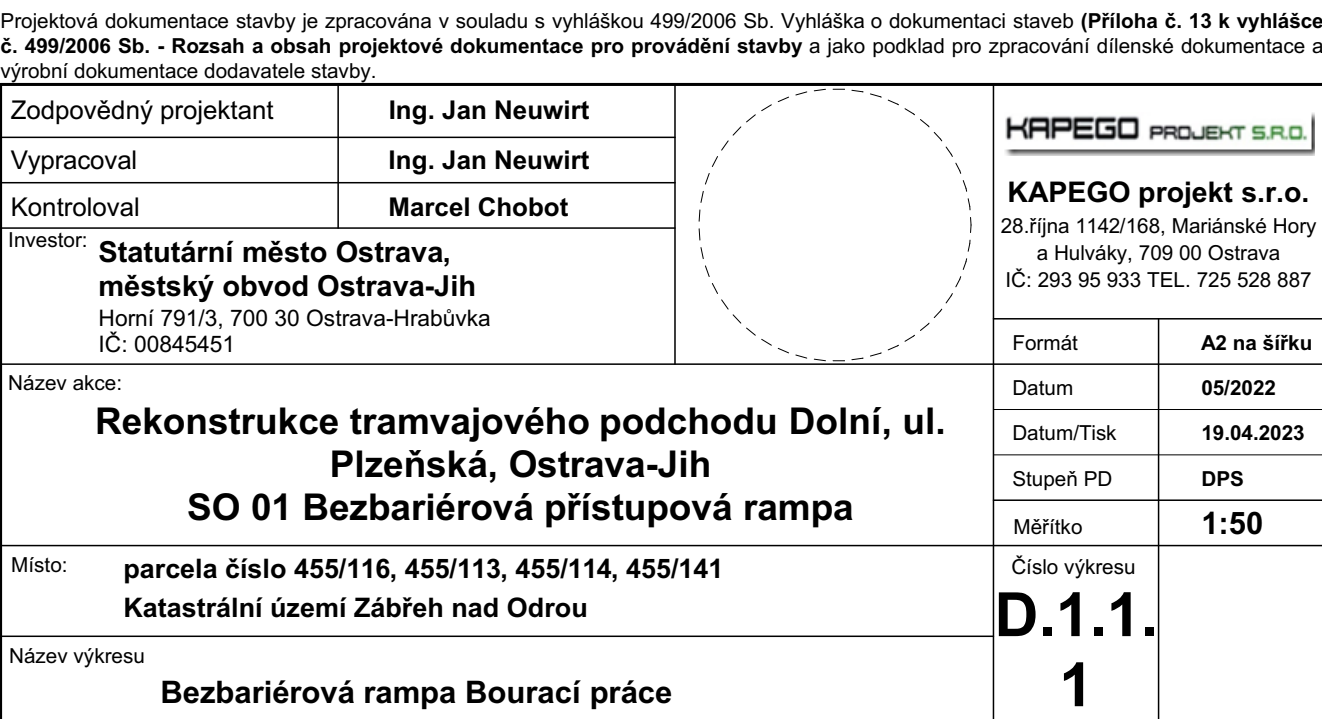 Projektová dokumentace stavby je zpracována v souladu s vyhláškou 499/2006 Sb. Vyhláška o dokumentaci staveb (Příloha č. 13 k vyhlášce
č. 499/2006 Sb. - Rozsah a obsah projektové dokumentace pro provádění stavby a jako podklad pro zpracování dílenské dokumentace a
výrobní dokumentace dodavatele stavby.
Zodpovědný projektant Ing. Jan Neuwirt
Vypracoval Ing. Jan Neuwirt
Kontroloval Marcel Chobot
Investor: Statutární město Ostrava,
městský obvod Ostrava-Jih
Horní 791/3, 700 30 Ostrava-Hrabůvka
IČ: 00845451
KAPEGO PROJEKT S.R.O.
KAPEGO projekt s.r.o.
28.října 1142/168, Mariánské Hory
a Hulváky, 709 00 Ostrava
IČ: 293 95 933 TEL. 725 528 887
Formát A2 na šířku
Datum 05/2022
Datum/Tisk 19.04.2023
Stupeň PD DPS
Měřítko 1:50
Název akce:
Rekonstrukce tramvajového podchodu Dolní, ul.
Plzeňská, Ostrava-Jih
SO 01 Bezbariérová přístupová rampa
Místo: parcela číslo 455/116, 455/113, 455/114, 455/141
Katastrální území Zábřeh nad Odrou
Číslo výkresu
D.1.1.
1
Název výkresu
Bezbariérová rampa Bourací práce